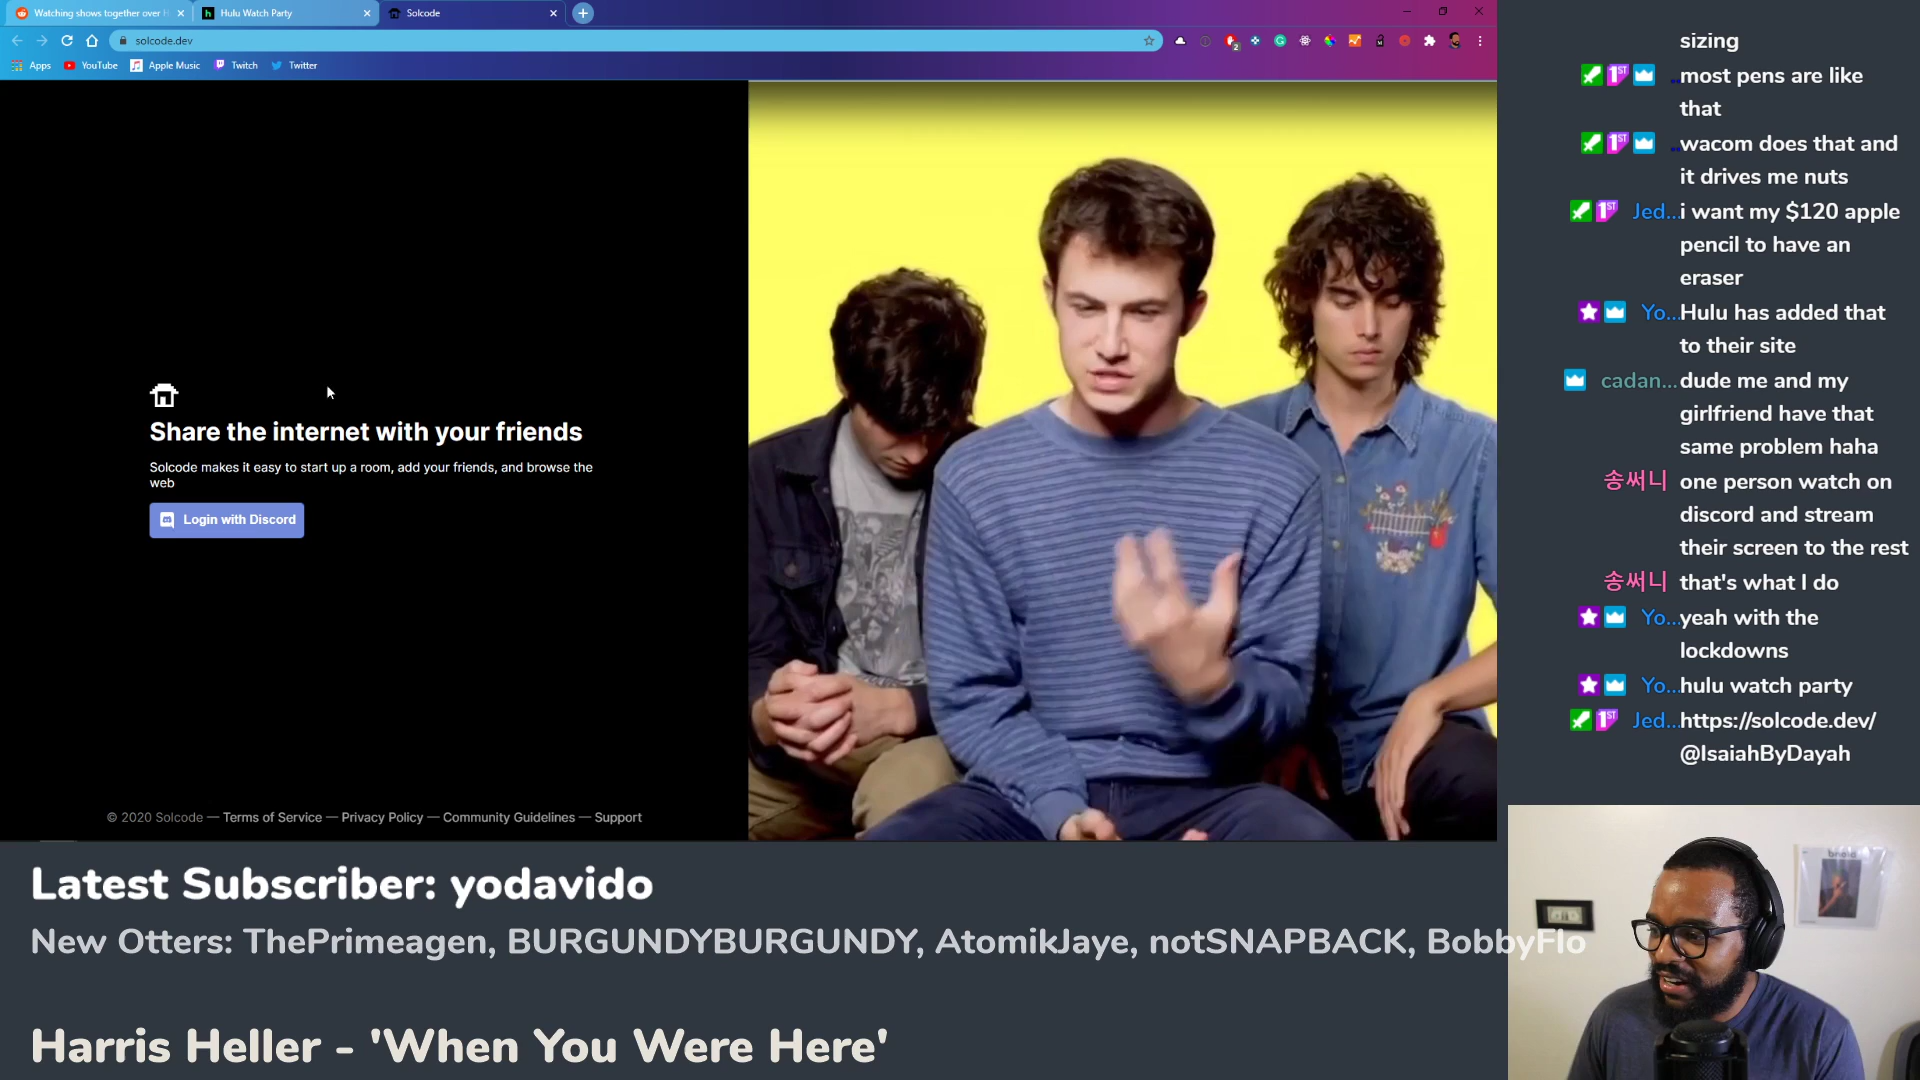 Watching shows together over H
Hulu Watch Party
Solcode
solcode.dev
Apps
YouTube
Apple Music
Twitch
Twitter
Share the internet with your friends
Solcode makes it easy to start up a room, add your friends, and browse the
web
Login with Discord
© 2020 Solcode — Terms of Service — Privacy Policy — Community Guidelines — Support
sizing
1ST ..most pens are like
that
1ST ..wacom does that and
it drives me nuts
1ST Jed...i want my $120 apple
pencil to have an
eraser
Yo...Hulu has added that
to their site
cadan...dude me and my
girlfriend have that
same problem haha
송써니 one person watch on
discord and stream
their screen to the rest
송써니 that's what I do
Yo...yeah with the
lockdowns
Yo...hulu watch party
1ST Jed...https://solcode.dev/
@IsaiahByDayah
Latest Subscriber: yodavido
New Otters: ThePrimeagen, BURGUNDYBURGUNDY, AtomikJaye, notSNAPBACK, BobbyFlo
Harris Heller - 'When You Were Here'